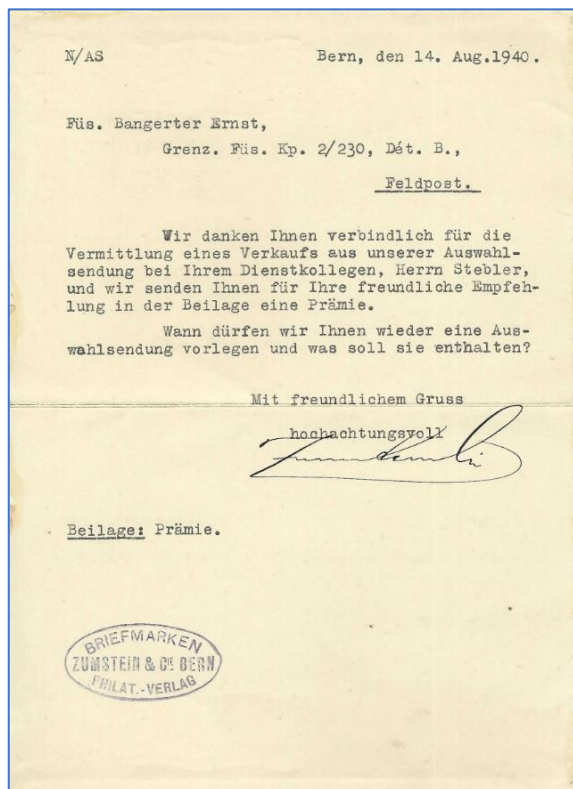 N/AS Bern, den 14. Aug.1940.
Füs. Bangerter Ernst,
Grenz. Füs. Kp. 2/230, Dét. B.,
Feldpost.
Wir danken Ihnen verbindlich für die
Vermittlung eines Verkaufs aus unserer Auswahl-
sendung bei Ihrem Dienstkollegen, Herrn Stebler,
und wir senden Ihnen für Ihre freundliche Empfeh-
lung in der Beilage eine Prämie.
Wann dürfen wir Ihnen wieder eine Aus-
wahlsendung vorlegen und was soll sie enthalten?
Mit freundlichem Gruss
hochachtungsvoll
Beilage: Prämie.
BRIEFMARKEN
ZUMSTEIN & CIE BERN
PHILAT.-VERLAG